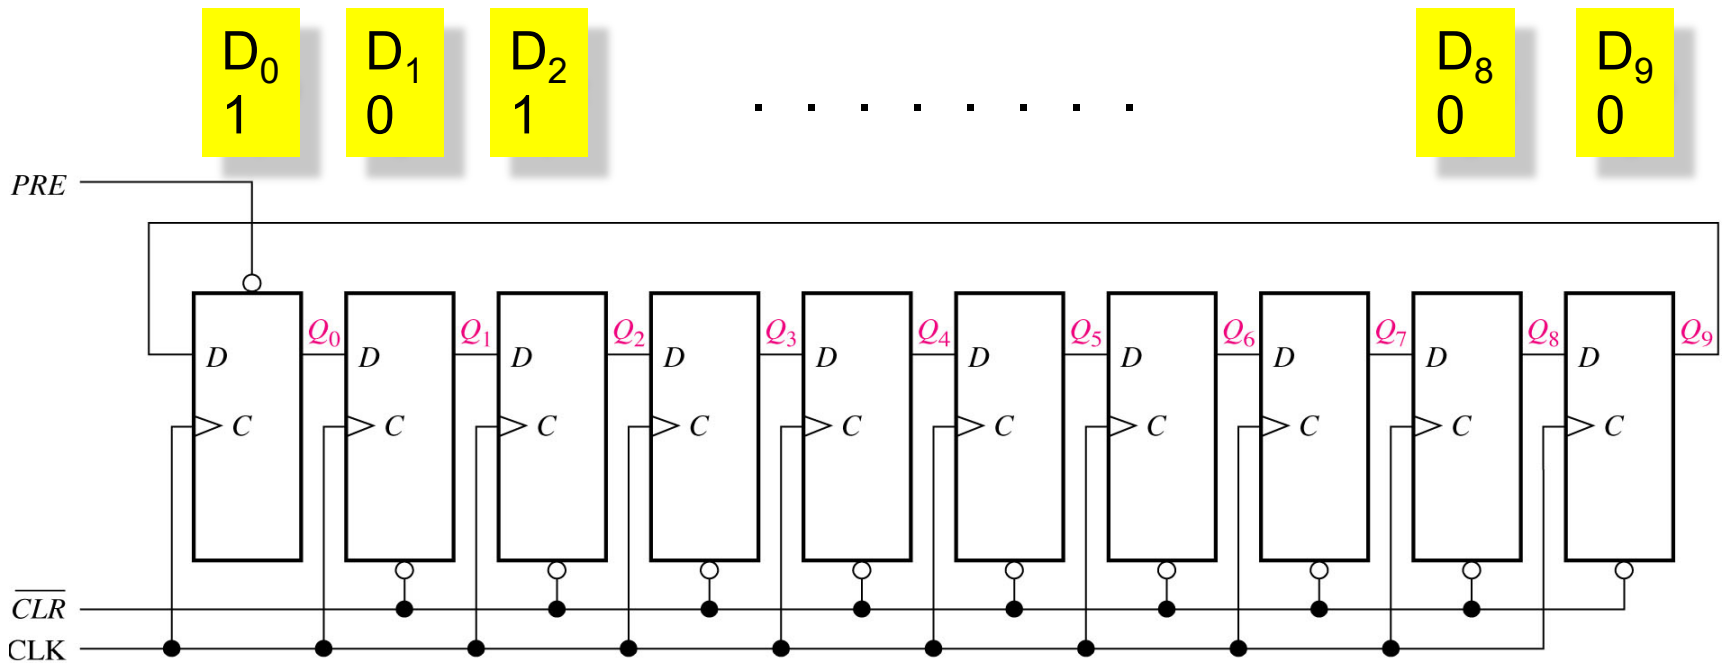 D0 D1 D2 . . . . . . . . D8 D9
1 0 1 0 0
PRE
Q0 Q1 Q2 Q3 Q4 Q5 Q6 Q7 Q8 Q9
D D D D D D D D D D
C C C C C C C C C C
C̅L̅R̅
CLK